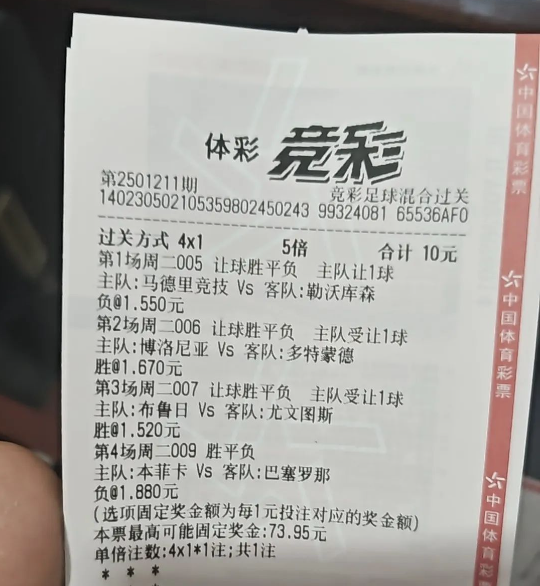 体彩 竞彩
第2501211期 竞彩足球混合过关
140230502105359802450243 99324081 65536AF0
过关方式 4x1 5倍 合计 10元
第1场周二005 让球胜平负 主队让1球
主队:马德里竞技 Vs 客队:勒沃库森
负@1.550元
第2场周二006 让球胜平负 主队受让1球
主队:博洛尼亚 Vs 客队:多特蒙德
胜@1.670元
第3场周二007 让球胜平负 主队受让1球
主队:布鲁日 Vs 客队:尤文图斯
胜@1.520元
第4场周二009 胜平负
主队:本菲卡 Vs 客队:巴塞罗那
负@1.880元
(选项固定奖金额为每1元投注对应的奖金额)
本票最高可能固定奖金:73.95元
单倍注数:4x1*1注;共1注
* * *
中国体育彩票
中国体育彩票
中国体育